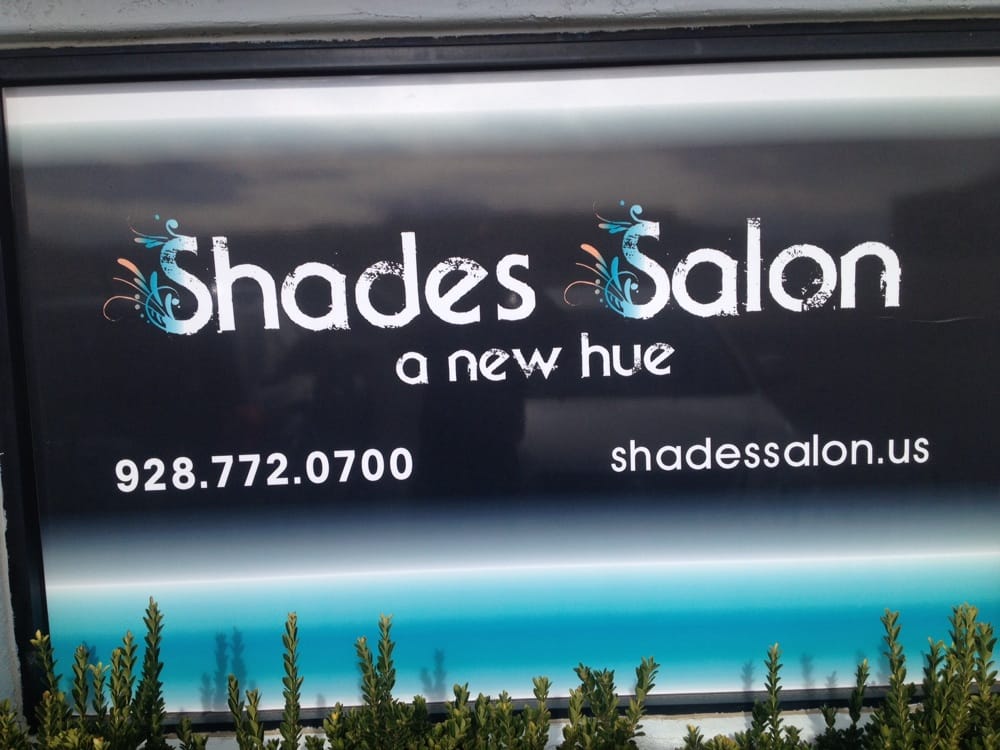 Shades Salon
a new hue
928.772.0700
shadessalon.us